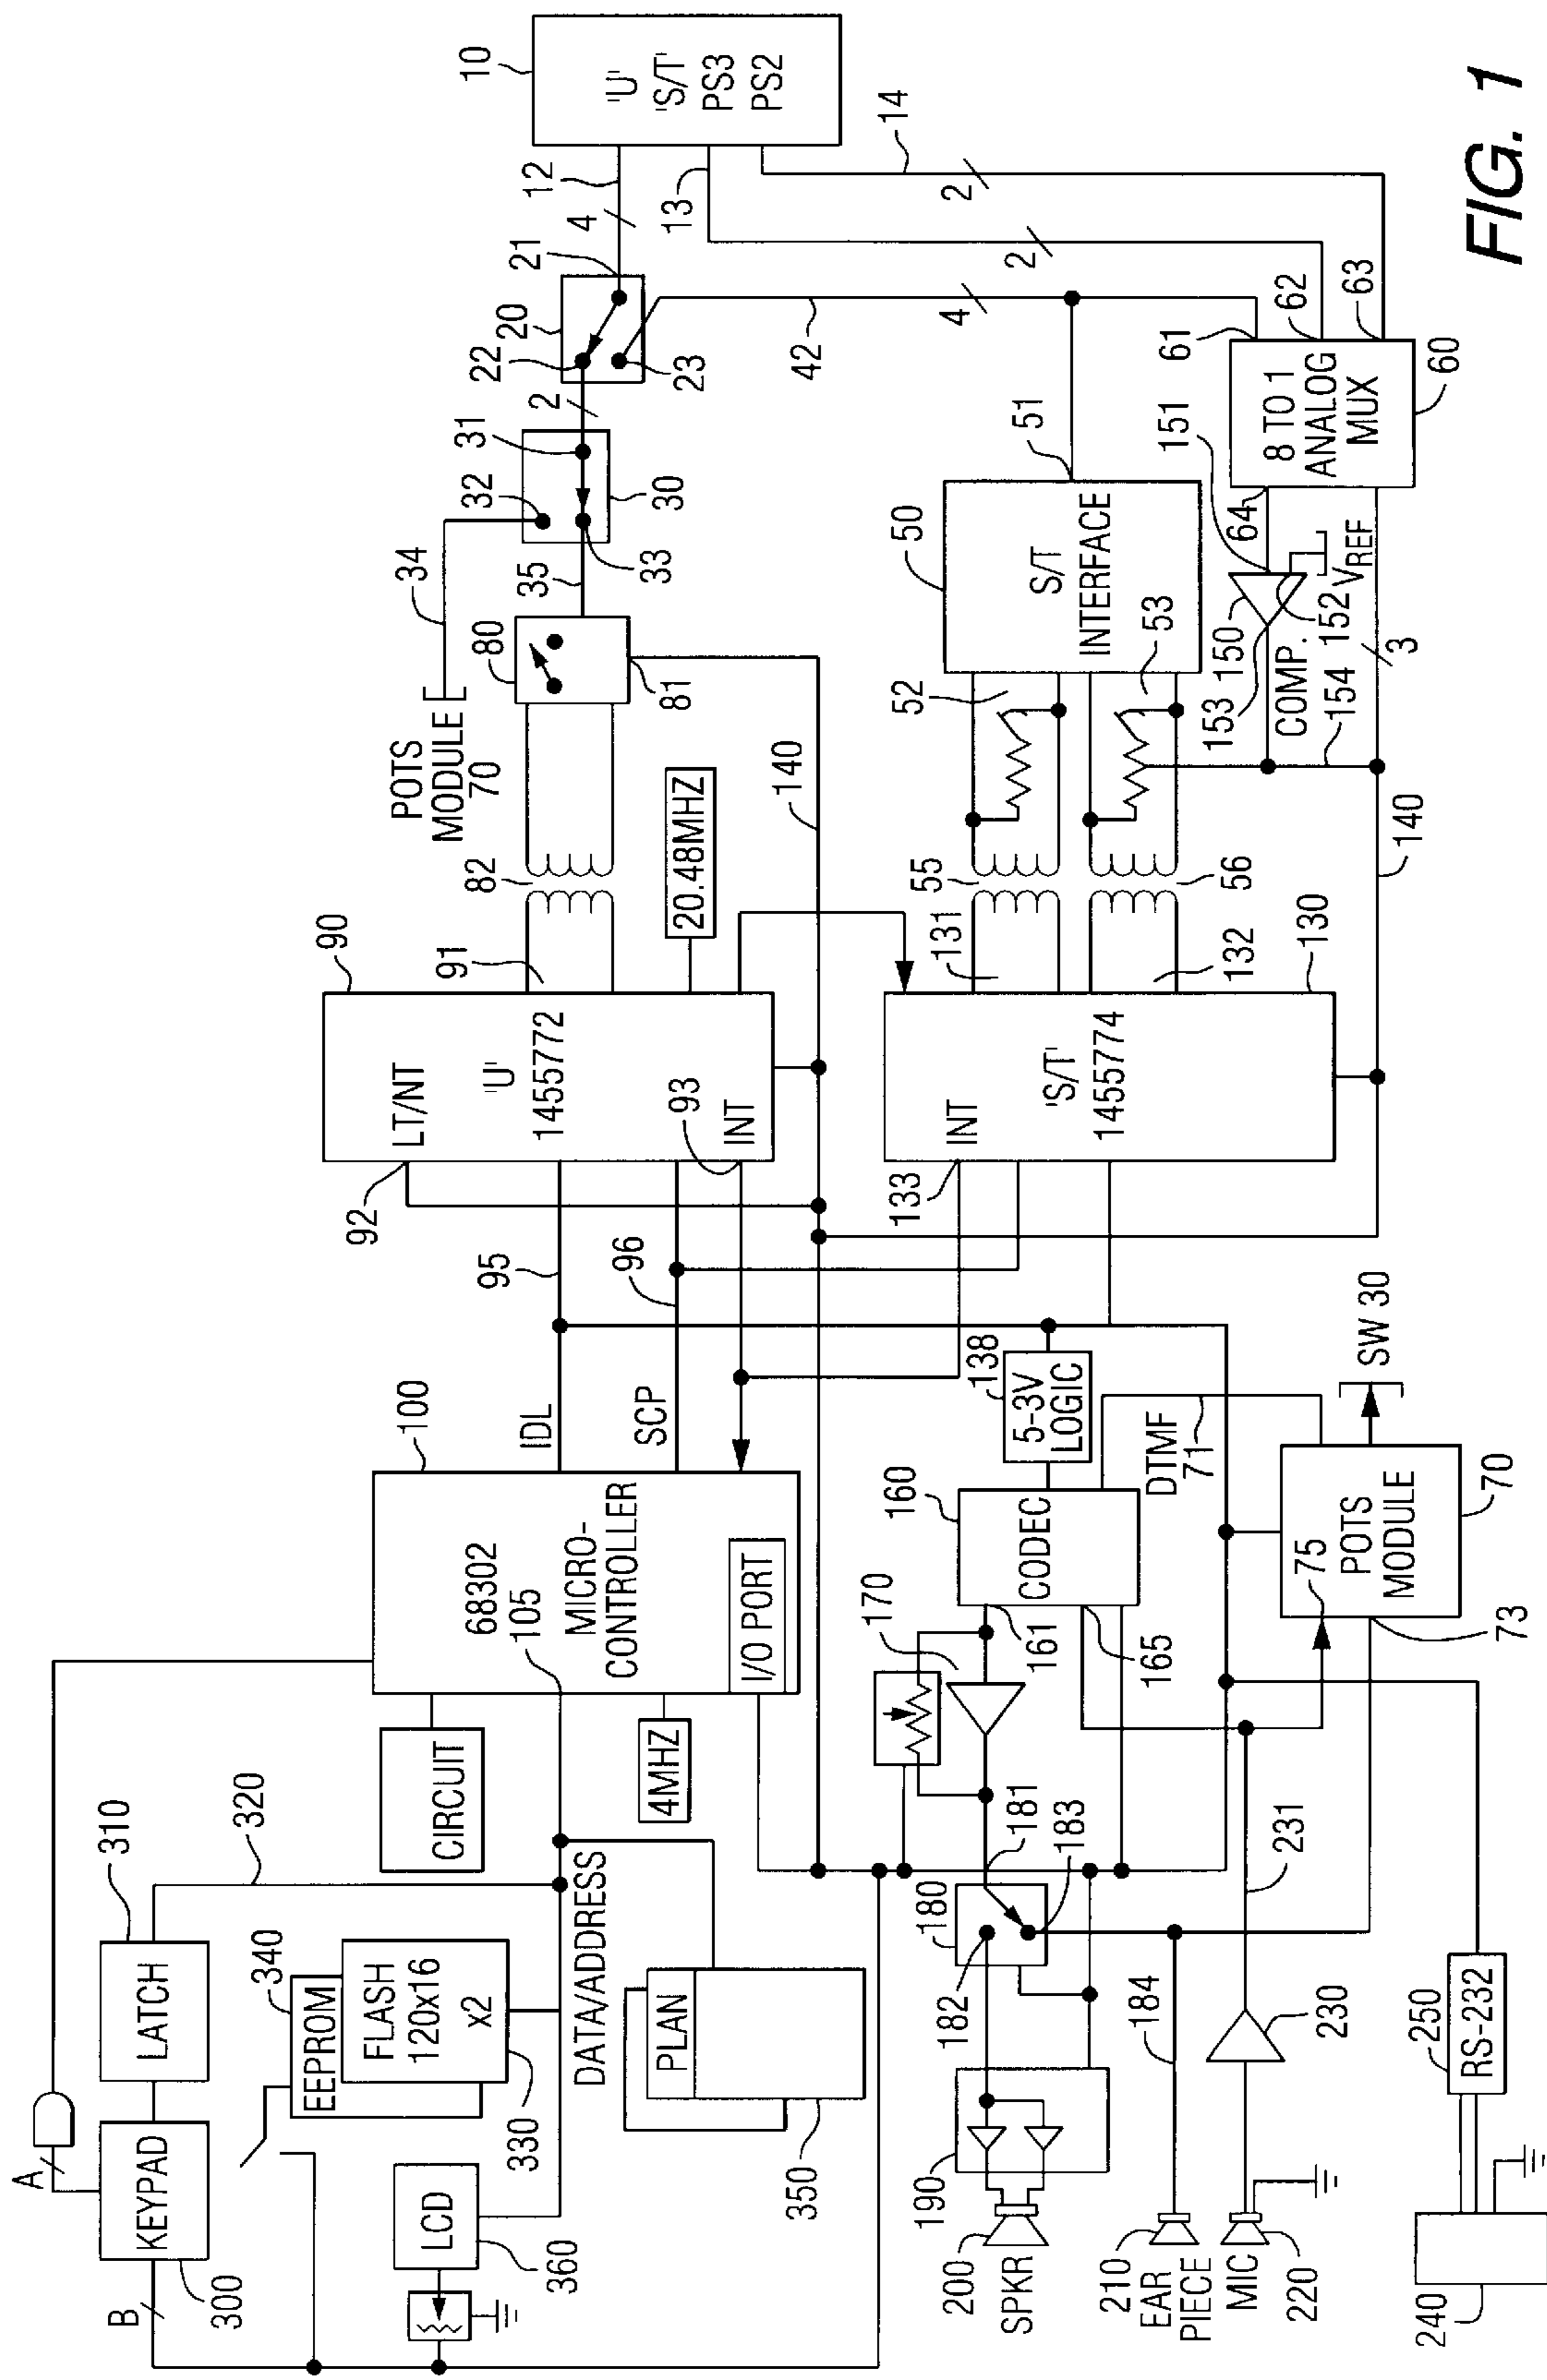 10
'U'
'S/T'
PS3
PS2
12
4
13
2
14
2
21
20
22
23
2
42
4
31
32
30
33
34
35
POTS
MODULE
70
80
81
82
20.48MHZ
140
90
91
LT/NT
'U'
1455772
92
93
INT
95
96
IDL
SCP
100
68302
105
MICRO-
CONTROLLER
I/O PORT
CIRCUIT
4MHZ
50
51
S/T
INTERFACE
52
53
55
56
131
132
130
INT
'S/T'
1455774
133
61
62
63
8 TO 1
ANALOG
MUX
60
64
151
150
152
VREF
153
COMP.
154
3
140
138
5-3V
LOGIC
160
CODEC
161
165
DTMF
71
SW 30
75
POTS
MODULE
70
73
170
181
180
183
182
184
190
200
SPKR
210
EAR
PIECE
MIC
220
230
231
240
250
RS-232
A
B
KEYPAD
300
310
LATCH
320
340
EEPROM
FLASH
120x16
x2
330
DATA/ADDRESS
PLAN
350
LCD
360
FIG. 1